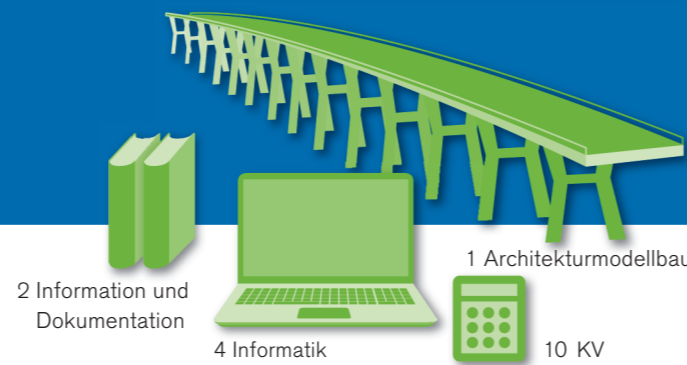 1 Architekturmodellbau
2 Information und
Dokumentation
4 Informatik
10 KV